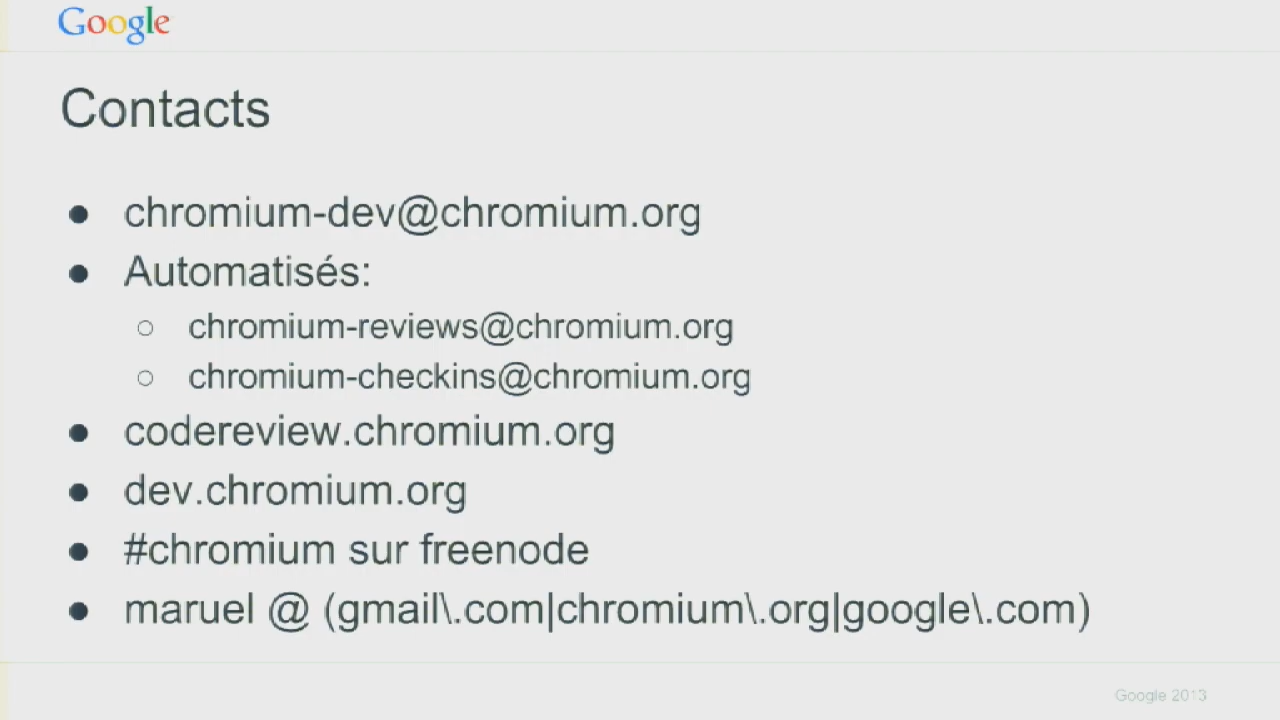 Google
Contacts
● chromium-dev@chromium.org
● Automatisés:
○ chromium-reviews@chromium.org
○ chromium-checkins@chromium.org
● codereview.chromium.org
● dev.chromium.org
● #chromium sur freenode
● maruel @ (gmail\.com|chromium\.org|google\.com)
Google 2013